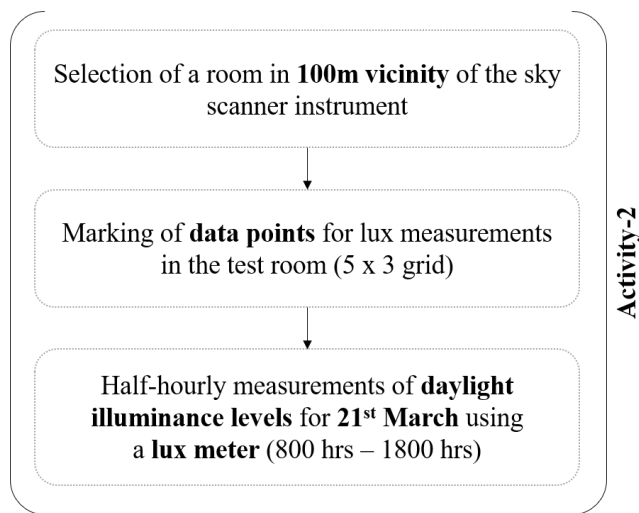 Selection of a room in 100m vicinity of the sky
scanner instrument
Marking of data points for lux measurements
in the test room (5 x 3 grid)
Half-hourly measurements of daylight
illuminance levels for 21st March using
a lux meter (800 hrs – 1800 hrs)
Activity-2